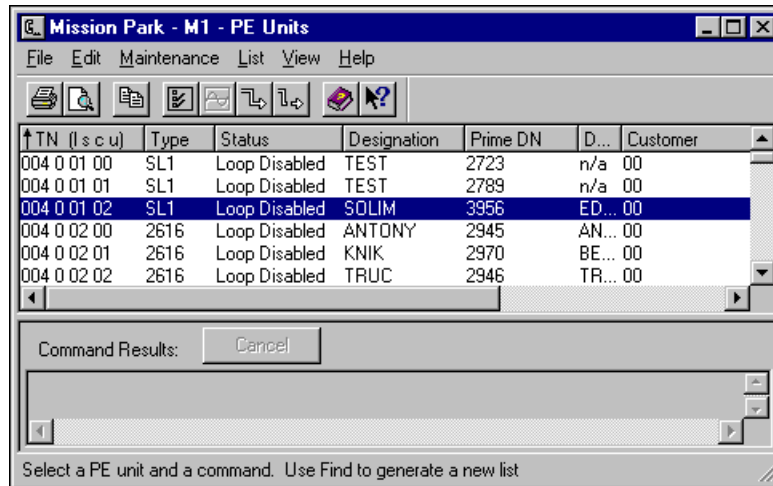 Mission Park - M1 - PE Units
File Edit Maintenance List View Help
TN (l s c u) Type Status Designation Prime DN D... Customer
004 0 01 00 SL1 Loop Disabled TEST 2723 n/a 00
004 0 01 01 SL1 Loop Disabled TEST 2789 n/a 00
004 0 01 02 SL1 Loop Disabled SOLIM 3956 ED... 00
004 0 02 00 2616 Loop Disabled ANTONY 2945 AN... 00
004 0 02 01 2616 Loop Disabled KNIK 2970 BE... 00
004 0 02 02 2616 Loop Disabled TRUC 2946 TR... 00
Command Results: Cancel
Select a PE unit and a command. Use Find to generate a new list